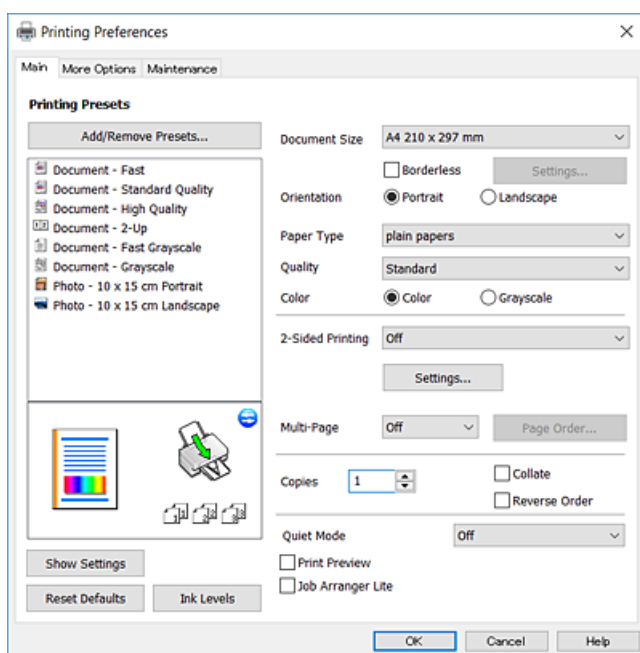 Printing Preferences
Main More Options Maintenance
Printing Presets
Add/Remove Presets...
Document - Fast
Document - Standard Quality
Document - High Quality
Document - 2-Up
Document - Fast Grayscale
Document - Grayscale
Photo - 10 x 15 cm Portrait
Photo - 10 x 15 cm Landscape
Show Settings
Reset Defaults Ink Levels
Document Size A4 210 x 297 mm
Borderless Settings...
Orientation Portrait Landscape
Paper Type plain papers
Quality Standard
Color Color Grayscale
2-Sided Printing Off
Settings...
Multi-Page Off Page Order...
Copies 1 Collate
Reverse Order
Quiet Mode Off
Print Preview
Job Arranger Lite
OK Cancel Help